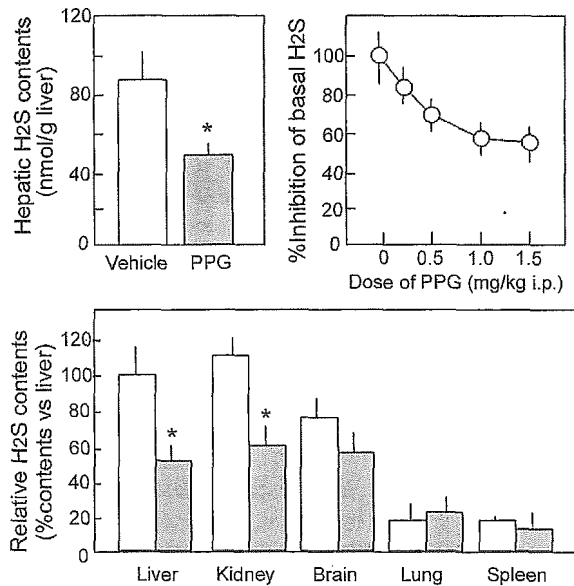 Hepatic H2S contents
(nmol/g liver)
120
80
40
0
*
Vehicle PPG
%Inhibition of basal H2S
100
80
60
40
20
0
0 0.5 1.0 1.5
Dose of PPG (mg/kg i.p.)
Relative H2S contents
(%contents vs liver)
120
100
80
60
40
20
0
* *
Liver Kidney Brain Lung Spleen